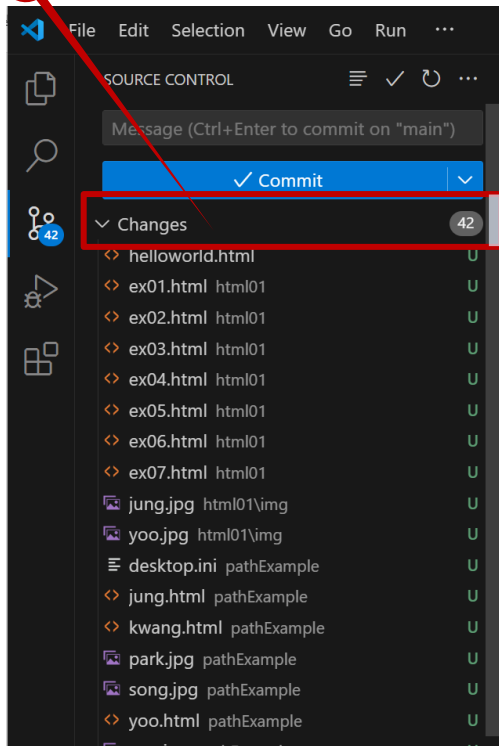 File Edit Selection View Go Run ...
SOURCE CONTROL
Message (Ctrl+Enter to commit on "main")
Commit
Changes 42
42
helloworld.html U
ex01.html html01 U
ex02.html html01 U
ex03.html html01 U
ex04.html html01 U
ex05.html html01 U
ex06.html html01 U
ex07.html html01 U
jung.jpg html01\img U
yoo.jpg html01\img U
desktop.ini pathExample U
jung.html pathExample U
kwang.html pathExample U
park.jpg pathExample U
song.jpg pathExample U
yoo.html pathExample U